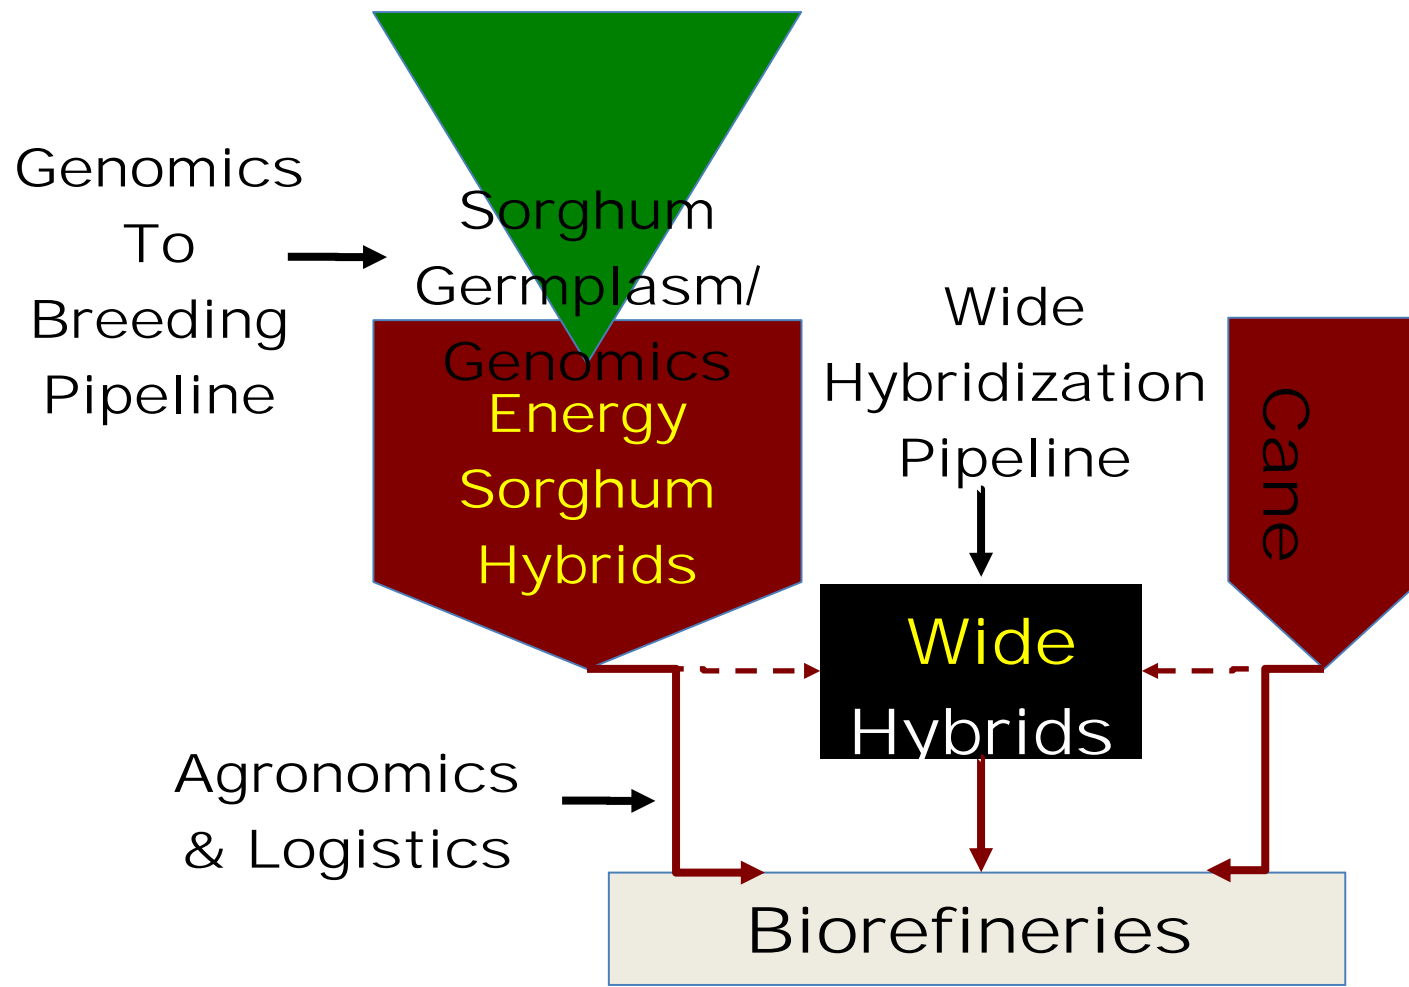 Genomics
To
Breeding
Pipeline
Sorghum
Germplasm/
Genomics
Energy
Sorghum
Hybrids
Wide
Hybridization
Pipeline
Cane
Wide
Hybrids
Agronomics
& Logistics
Biorefineries